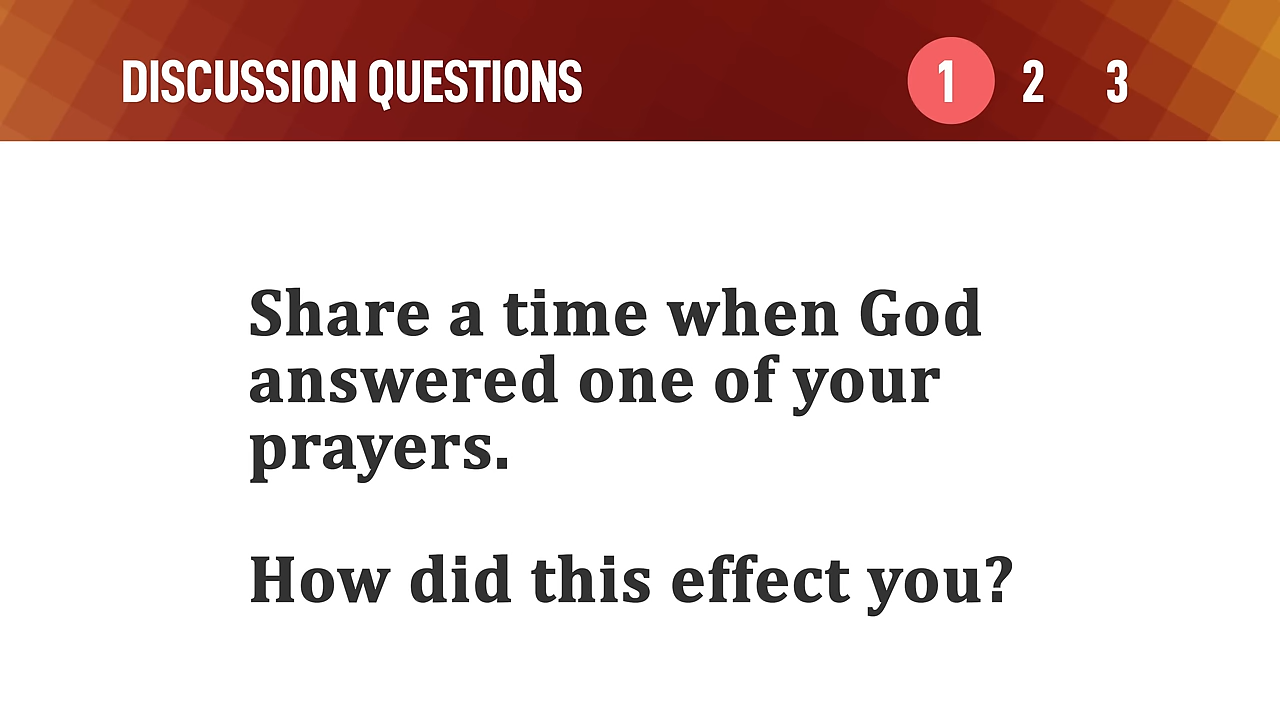 DISCUSSION QUESTIONS 1 2 3
Share a time when God
answered one of your
prayers.
How did this effect you?